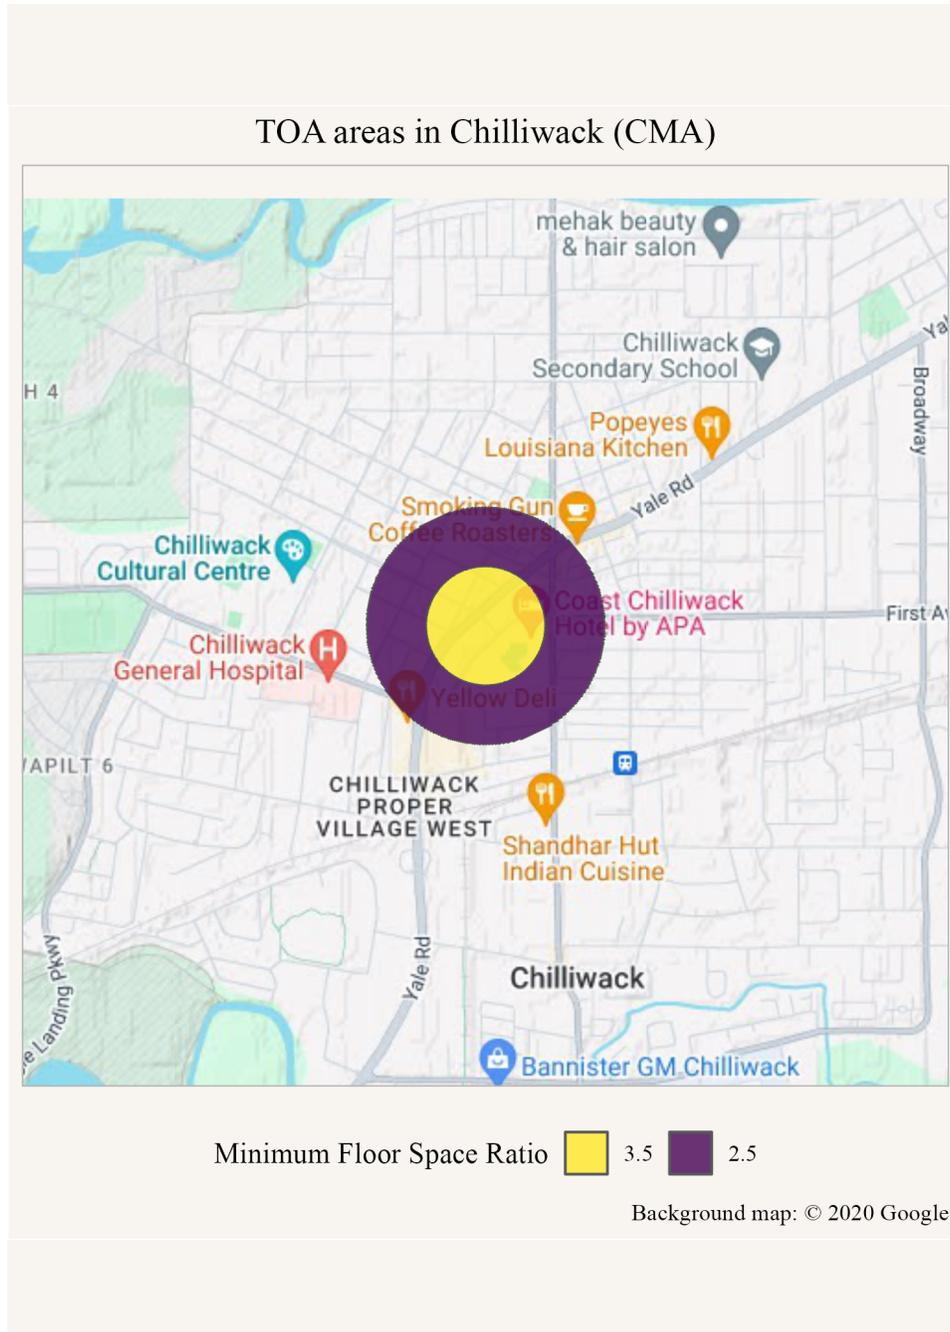 TOA areas in Chilliwack (CMA)
mehak beauty
& hair salon
Chilliwack
Secondary School
H 4
Broadway
Popeyes
Louisiana Kitchen
Yale Rd
Smoking Gun
Coffee Roasters
Chilliwack
Cultural Centre
Coast Chilliwack
Hotel by APA
First Av
Chilliwack
General Hospital
H
Yellow Deli
APILT 6
CHILLIWACK
PROPER
VILLAGE WEST
Shandhar Hut
Indian Cuisine
Yale Rd
Chilliwack
e Landing Pkwy
Bannister GM Chilliwack
Minimum Floor Space Ratio 3.5 2.5
Background map: © 2020 Google